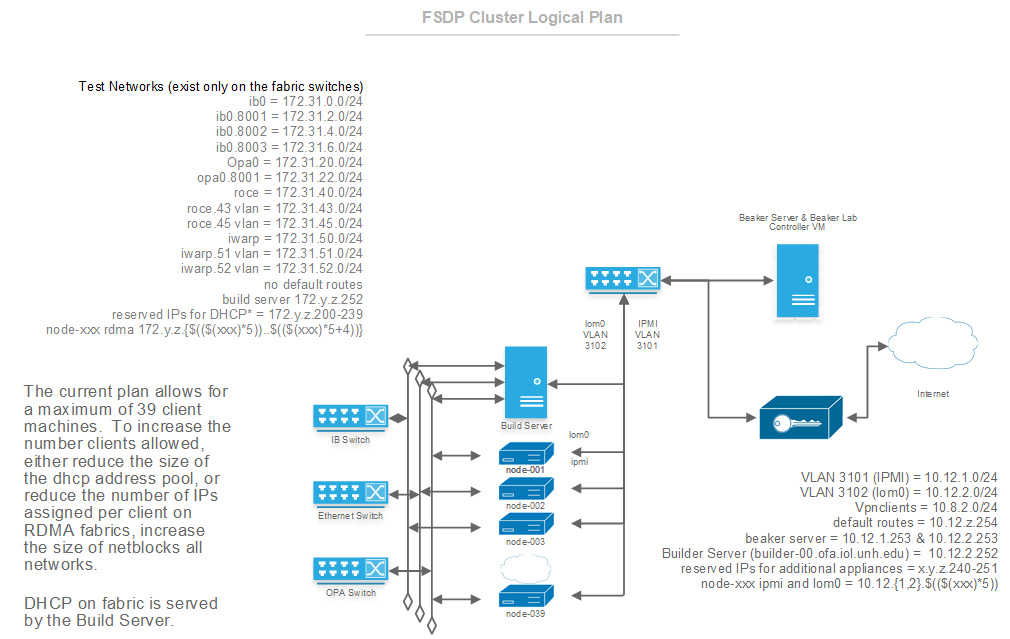 FSDP Cluster Logical Plan
Test Networks (exist only on the fabric switches)
ib0 = 172.31.0.0/24
ib0.8001 = 172.31.2.0/24
ib0.8002 = 172.31.4.0/24
ib0.8003 = 172.31.6.0/24
Opa0 = 172.31.20.0/24
opa0.8001 = 172.31.22.0/24
roce = 172.31.40.0/24
roce.43 vlan = 172.31.43.0/24
roce.45 vlan = 172.31.45.0/24
iwarp = 172.31.50.0/24
iwarp.51 vlan = 172.31.51.0/24
iwarp.52 vlan = 172.31.52.0/24
no default routes
build server 172.y.z.252
reserved IPs for DHCP* = 172.y.z.200-239
node-xxx rdma 172.y.z.{$(($(xxx)*5))..$(($(xxx)*5+4))}
The current plan allows for
a maximum of 39 client
machines.  To increase the
number clients allowed,
either reduce the size of
the dhcp address pool, or
reduce the number of IPs
assigned per client on
RDMA fabrics, increase
the size of netblocks all
networks.
DHCP on fabric is served
by the Build Server.
IB Switch
Ethernet Switch
OPA Switch
Build Server
node-001
node-002
node-003
node-039
lom0
ipmi
lom0
VLAN
3102
IPMI
VLAN
3101
Beaker Server & Beaker Lab
Controller VM
Internet
VLAN 3101 (IPMI) = 10.12.1.0/24
VLAN 3102 (lom0) = 10.12.2.0/24
Vpnclients = 10.8.2.0/24
default routes = 10.12.z.254
beaker server = 10.12.1.253 & 10.12.2.253
Builder Server (builder-00.ofa.iol.unh.edu) =  10.12.2.252
reserved IPs for additional appliances = x.y.z.240-251
node-xxx ipmi and lom0 = 10.12.{1,2}.$(($(xxx)*5))